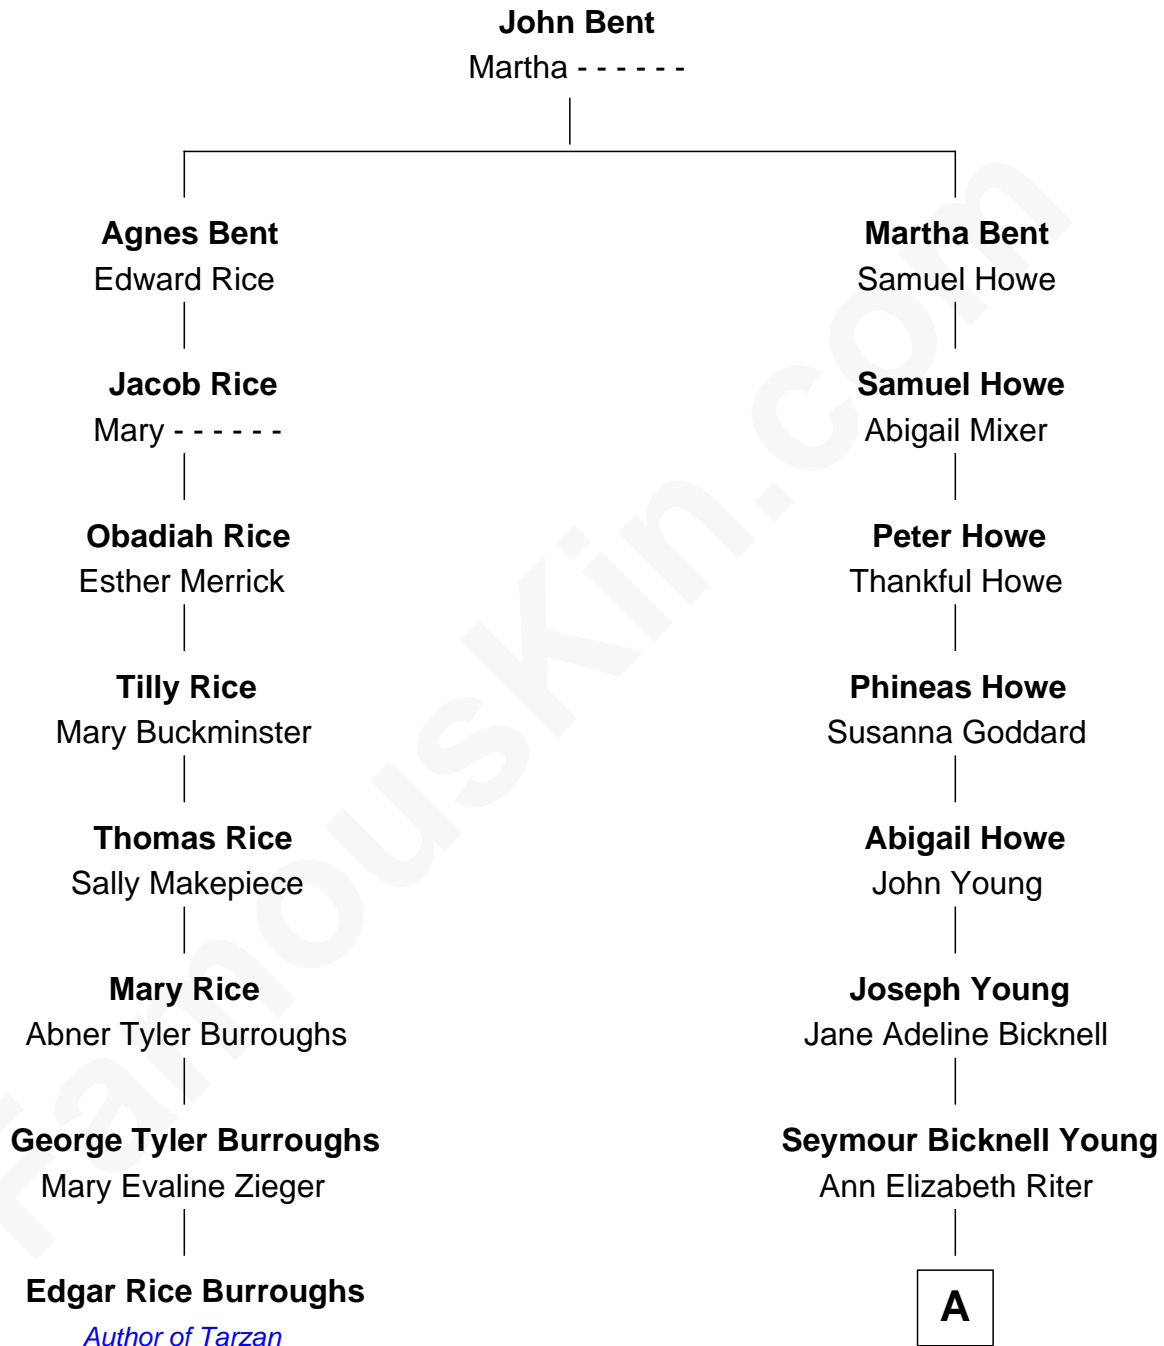 John Bent
Martha - - - - - -
Agnes Bent
Edward Rice
Martha Bent
Samuel Howe
Jacob Rice
Mary - - - - - -
Samuel Howe
Abigail Mixer
Obadiah Rice
Esther Merrick
Peter Howe
Thankful Howe
Tilly Rice
Mary Buckminster
Phineas Howe
Susanna Goddard
Thomas Rice
Sally Makepiece
Abigail Howe
John Young
Mary Rice
Abner Tyler Burroughs
Joseph Young
Jane Adeline Bicknell
George Tyler Burroughs
Mary Evaline Zieger
Seymour Bicknell Young
Ann Elizabeth Riter
Edgar Rice Burroughs
Author of Tarzan
A
FamousKin.com